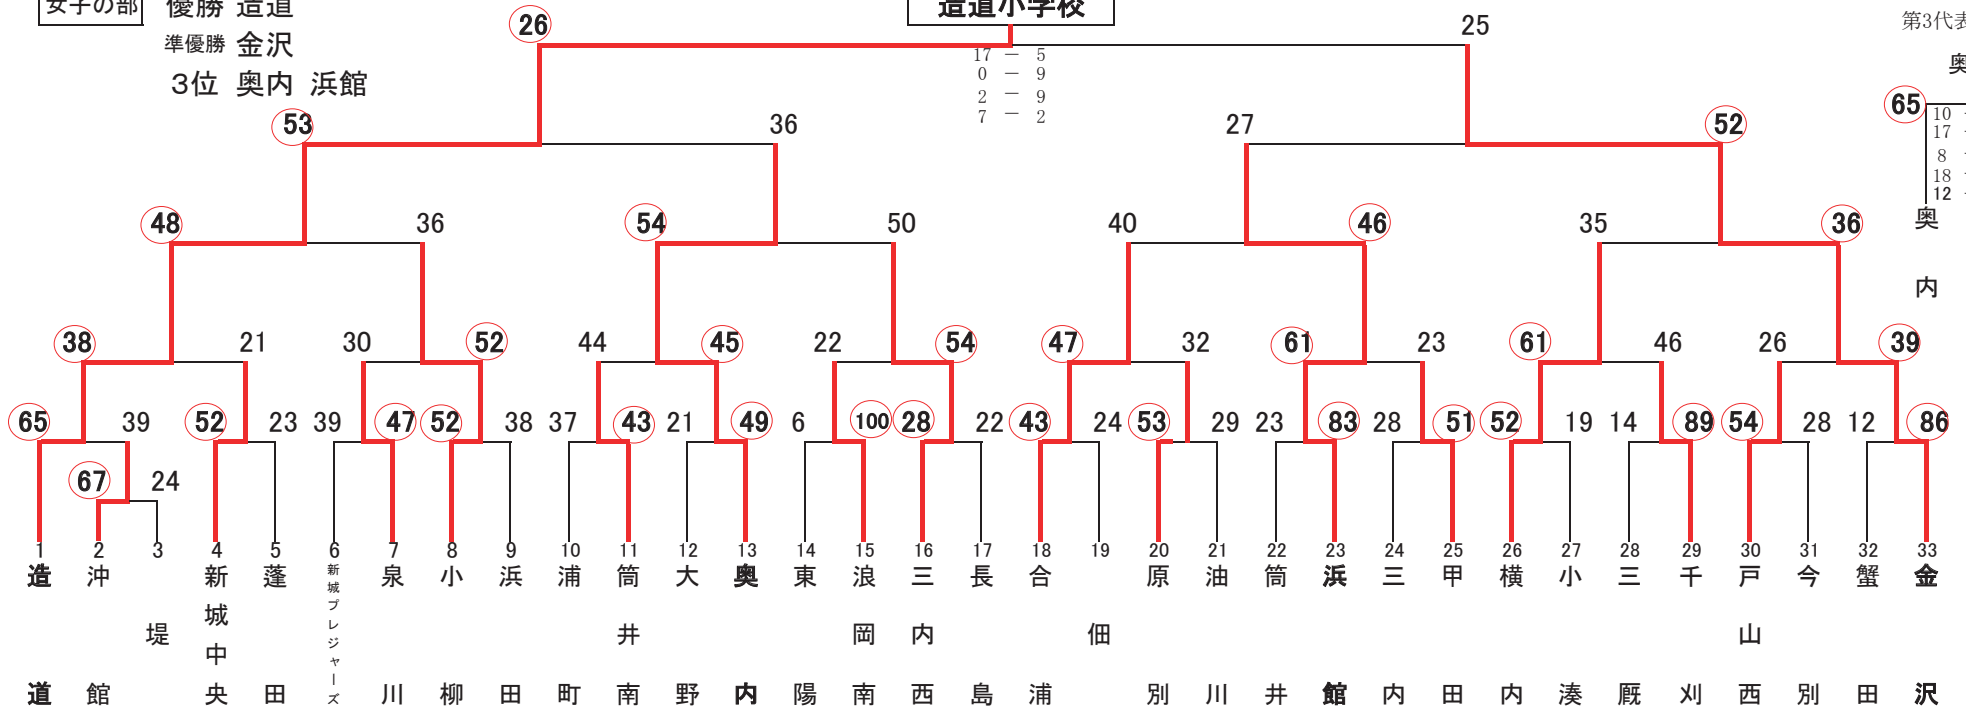 女子の部
優勝 造道
準優勝 金沢
3位 奥内 浜館
造道小学校
26
25
17 － 5
0 － 9
2 － 9
7 － 2
第3代表
奥
65
10
17
8
18
12
奥内
53 36 27 52
48 36 54 50 40 46 35 36
38 21 30 52 44 45 22 54 47 32 61 23 61 46 26 39
65 39 52 23 39 47 52 38 37 43 21 49 6 100 28 22 43 24 53 29 23 83 28 51 52 19 14 89 54 28 12 86
67 24
1 2 3 4 5 6 7 8 9 10 11 12 13 14 15 16 17 18 19 20 21 22 23 24 25 26 27 28 29 30 31 32 33
造道
沖館
堤
新城中央
蓬田
新城プレジャーズ
泉川
小柳
浜田
浦町
筒井南
大野
奥内
東陽
浪岡南
三内西
長島
合浦
佃
原別
油川
筒井
浜館
三内
甲田
横内
小湊
三厩
千刈
戸山西
今別
蟹田
金沢